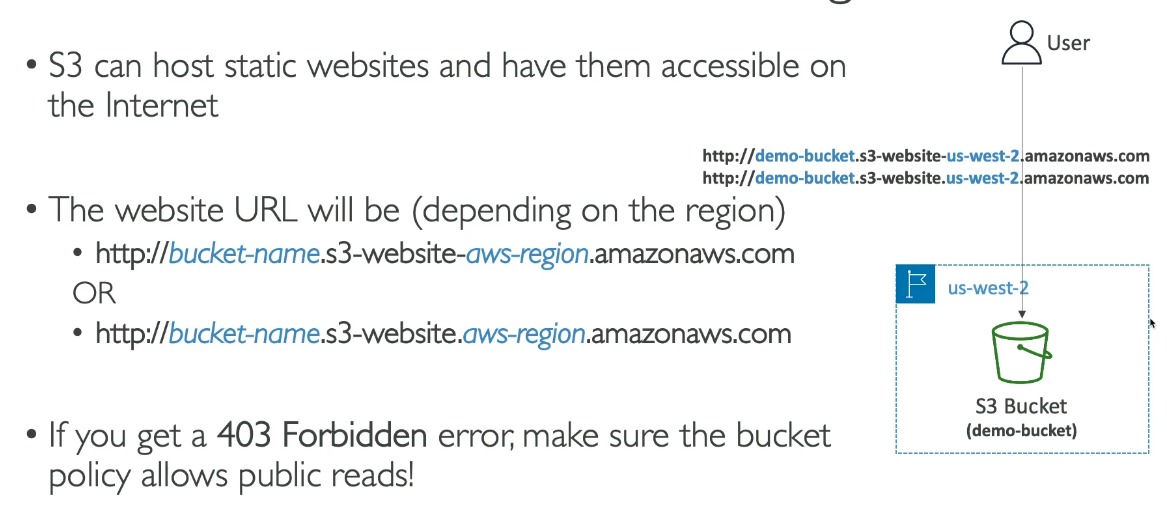 • S3 can host static websites and have them accessible on
the Internet
• The website URL will be (depending on the region)
• http://bucket-name.s3-website-aws-region.amazonaws.com
OR
• http://bucket-name.s3-website.aws-region.amazonaws.com
• If you get a 403 Forbidden error, make sure the bucket
policy allows public reads!
User
http://demo-bucket.s3-website-us-west-2.amazonaws.com
http://demo-bucket.s3-website.us-west-2.amazonaws.com
us-west-2
S3 Bucket
(demo-bucket)